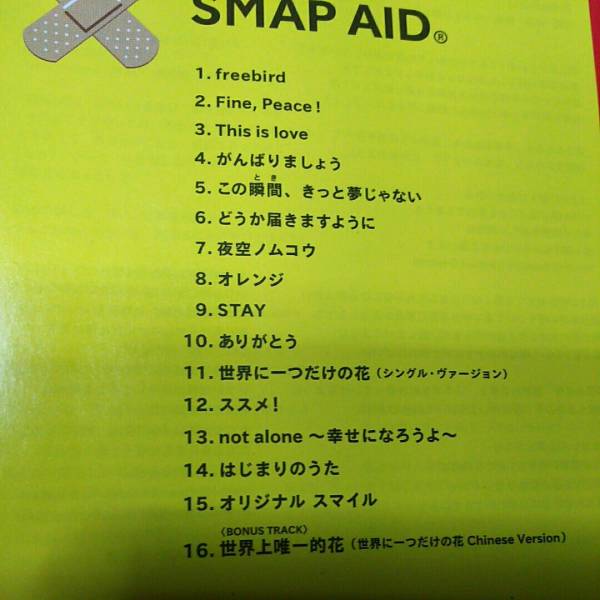 SMAP AID®
1. freebird
2. Fine, Peace!
3. This is love
4. がんばりましょう
とき
5. この瞬間、きっと夢じゃない
6. どうか届きますように
7. 夜空ノムコウ
8. オレンジ
9. STAY
10. ありがとう
11. 世界に一つだけの花（シングル・ヴァージョン）
12. ススメ！
13. not alone ～幸せになろうよ～
14. はじまりのうた
15. オリジナル スマイル
〈BONUS TRACK〉
16. 世界上唯一的花（世界に一つだけの花 Chinese Version）